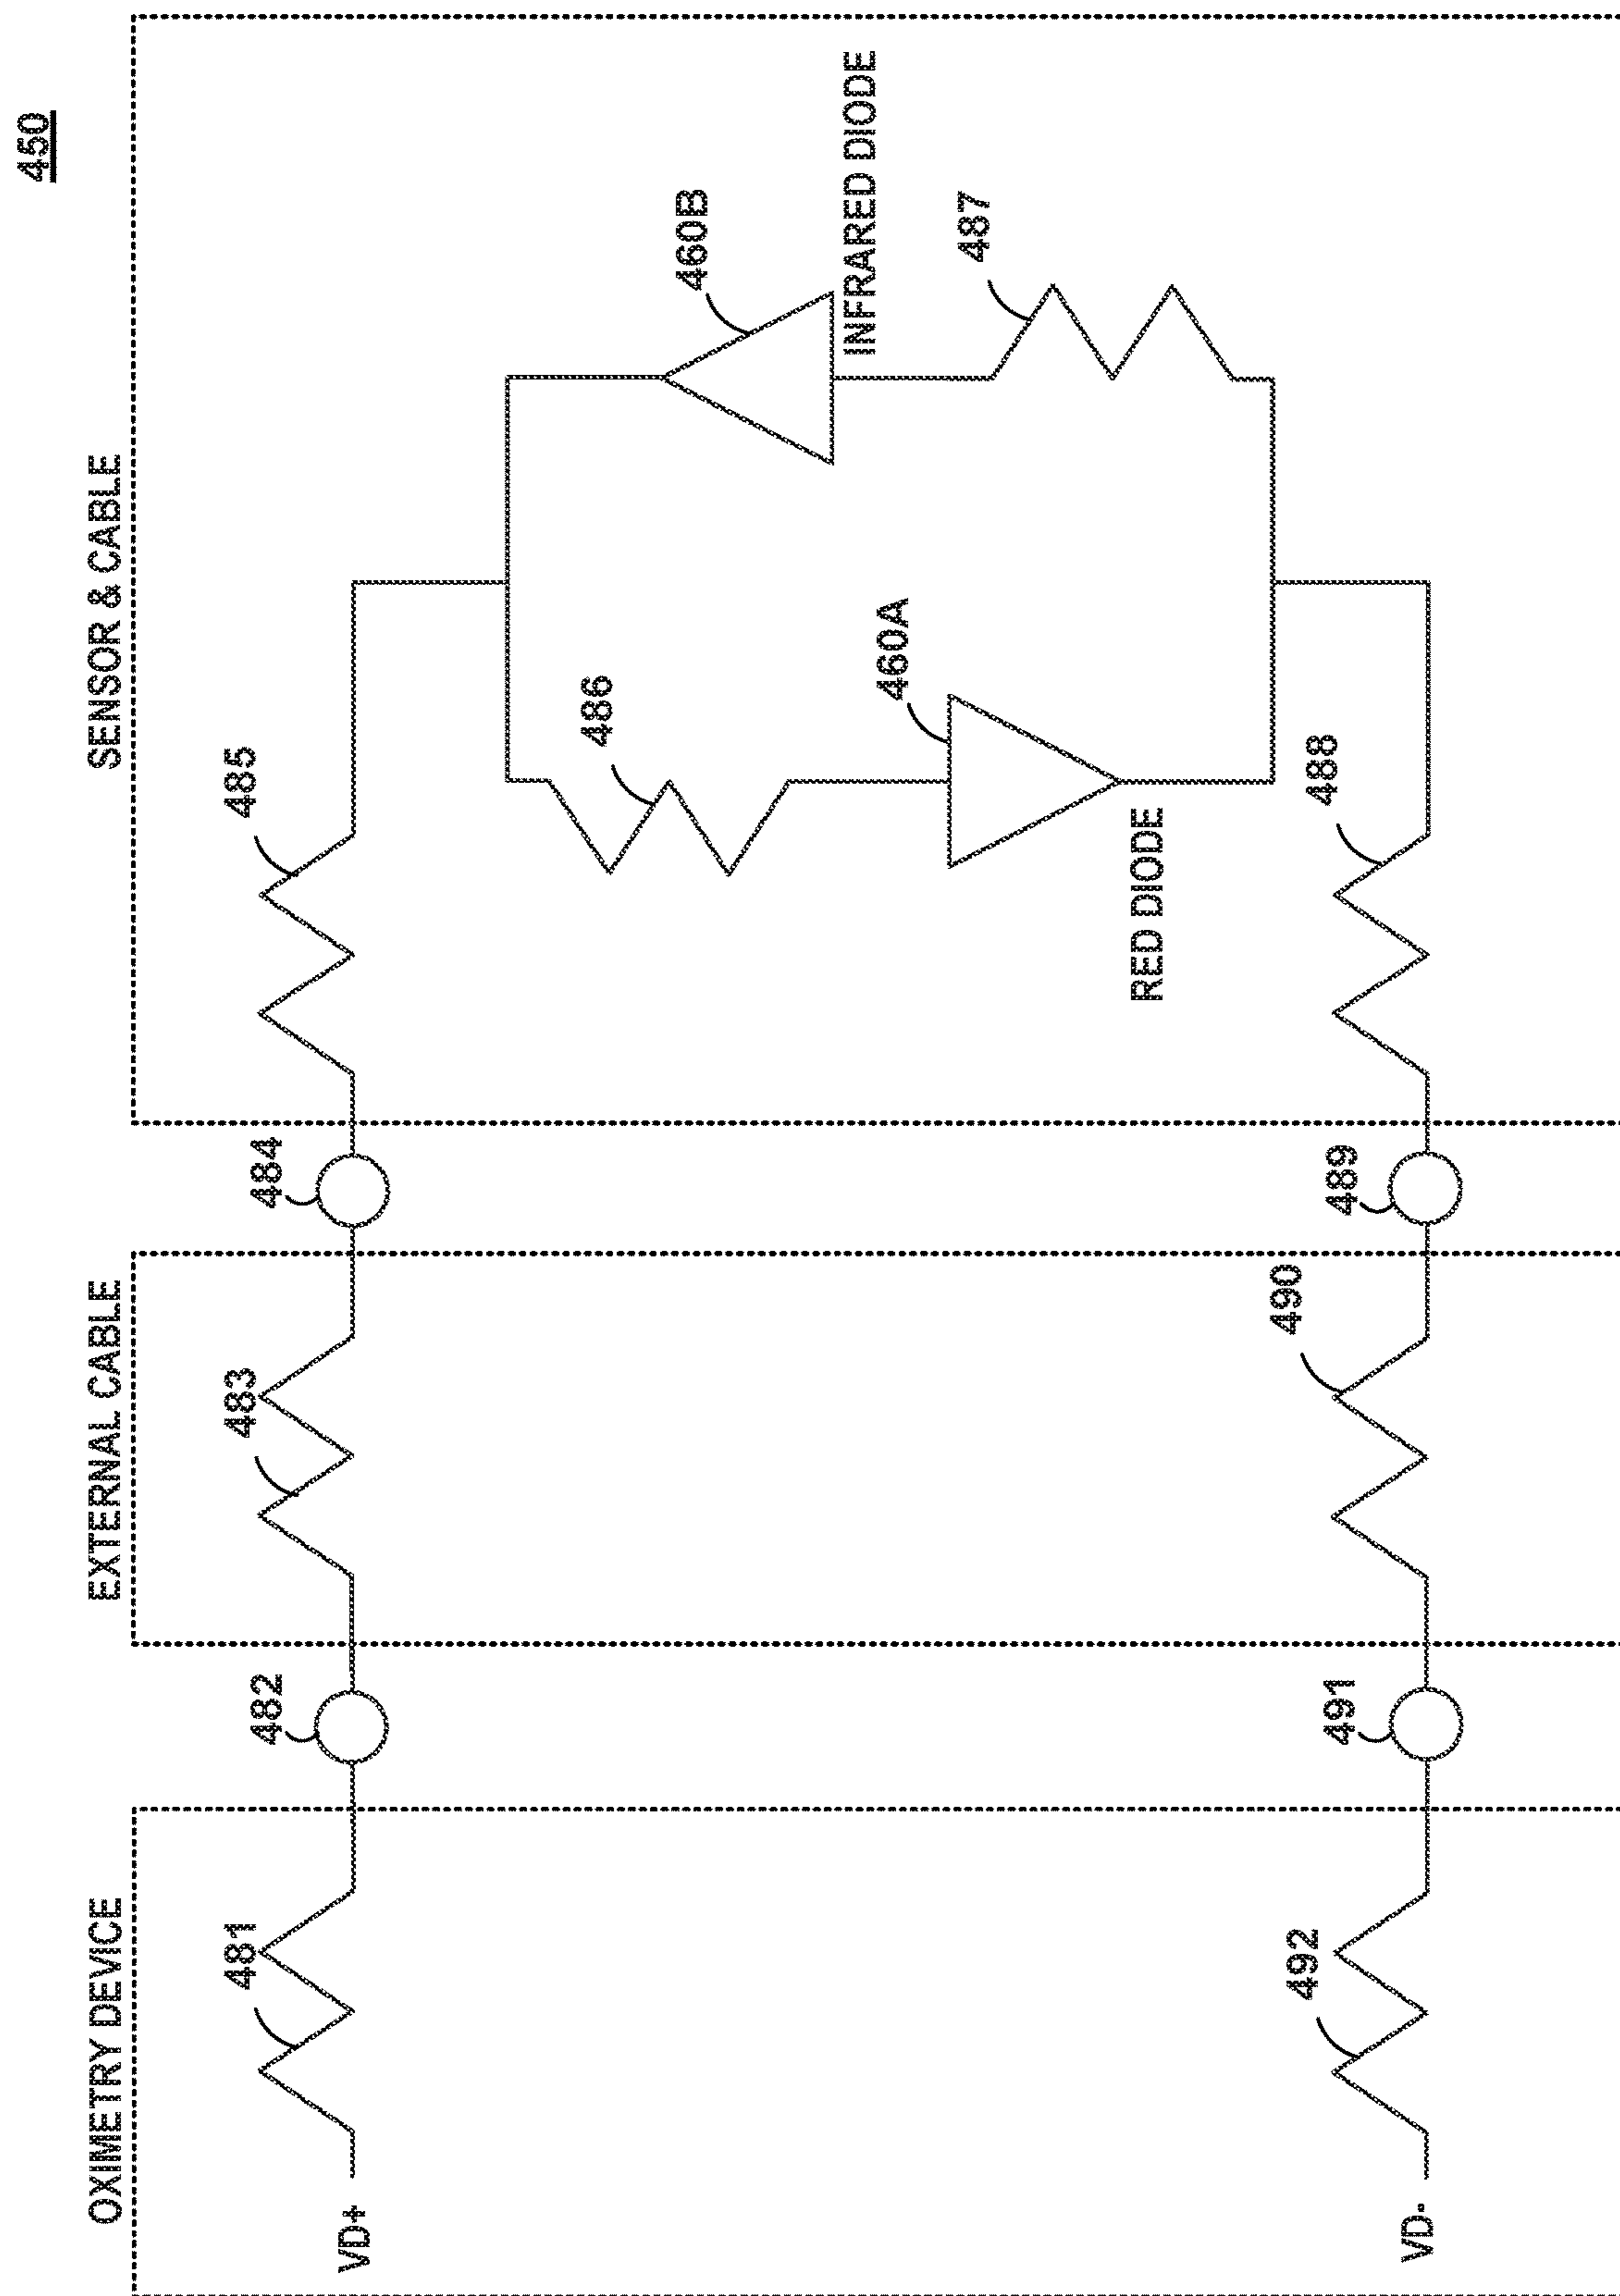 450
OXIMETRY DEVICE
EXTERNAL CABLE
SENSOR & CABLE
481
482
483
484
485
VD+
486
460B
460A
INFRARED DIODE
487
RED DIODE
492
491
490
489
488
VD-